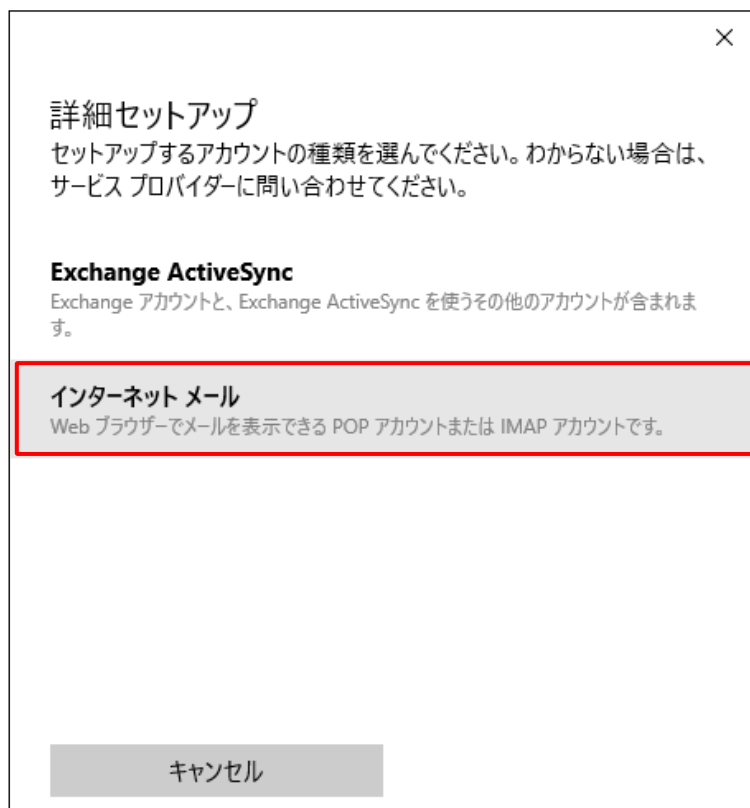 詳細セットアップ
セットアップするアカウントの種類を選んでください。わからない場合は、
サービス プロバイダーに問い合わせてください。
Exchange ActiveSync
Exchange アカウントと、Exchange ActiveSync を使うその他のアカウントが含まれま
す。
インターネット メール
Web ブラウザーでメールを表示できる POP アカウントまたは IMAP アカウントです。
キャンセル